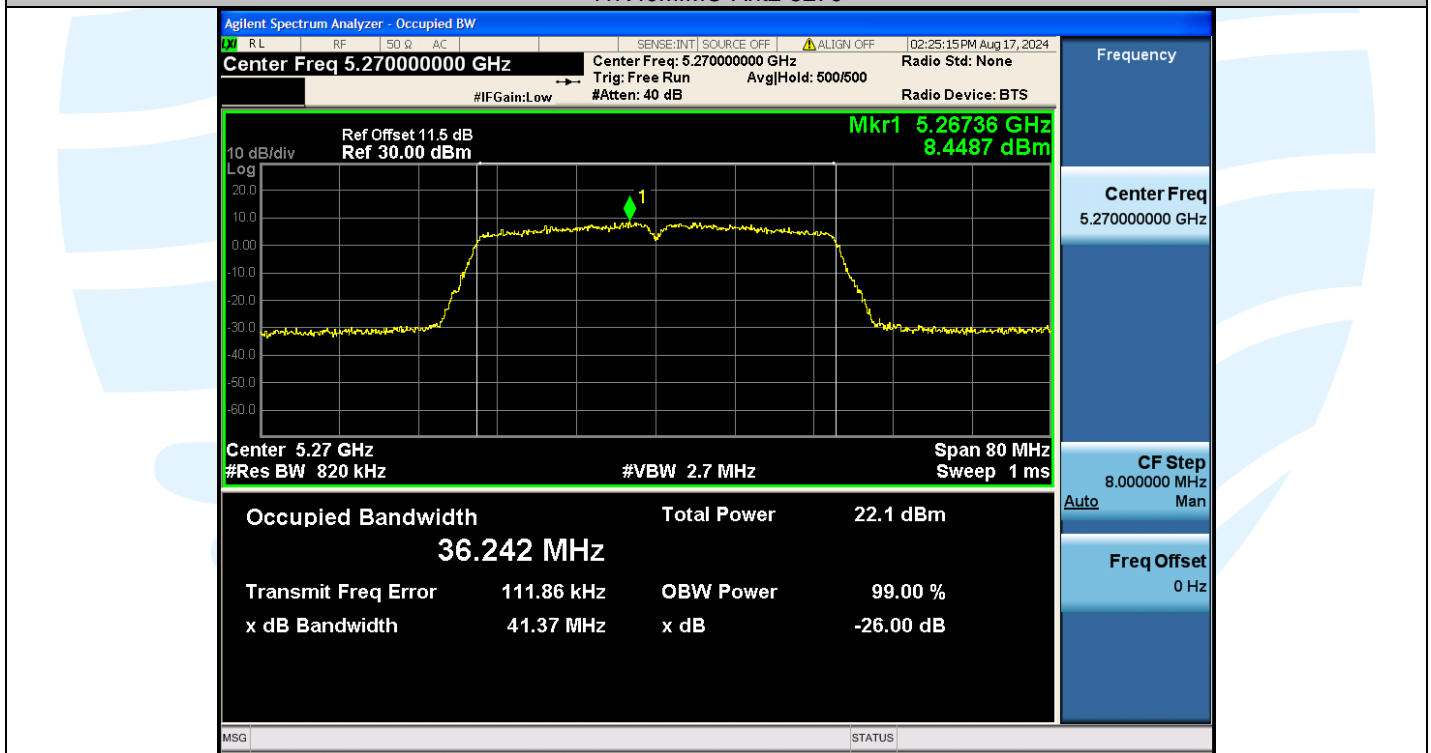 Agilent Spectrum Analyzer - Occupied BW
LXI RL RF 50 Ω AC SENSE:INT SOURCE OFF ALIGN OFF 02:25:15 PM Aug 17, 2024
Center Freq 5.270000000 GHz
Center Freq: 5.270000000 GHz Radio Std: None
Trig: Free Run Avg|Hold: 500/500
#IFGain:Low #Atten: 40 dB Radio Device: BTS
Frequency
Mkr1 5.26736 GHz
8.4487 dBm
Ref Offset 11.5 dB
10 dB/div Ref 30.00 dBm
Log
20.0
10.0
0.00
-10.0
-20.0
-30.0
-40.0
-50.0
-60.0
1
Center 5.27 GHz Span 80 MHz
#Res BW 820 kHz #VBW 2.7 MHz Sweep 1 ms
Center Freq
5.270000000 GHz
CF Step
8.000000 MHz
Auto Man
Freq Offset
0 Hz
Occupied Bandwidth Total Power 22.1 dBm
36.242 MHz
Transmit Freq Error 111.86 kHz OBW Power 99.00 %
x dB Bandwidth 41.37 MHz x dB -26.00 dB
MSG STATUS